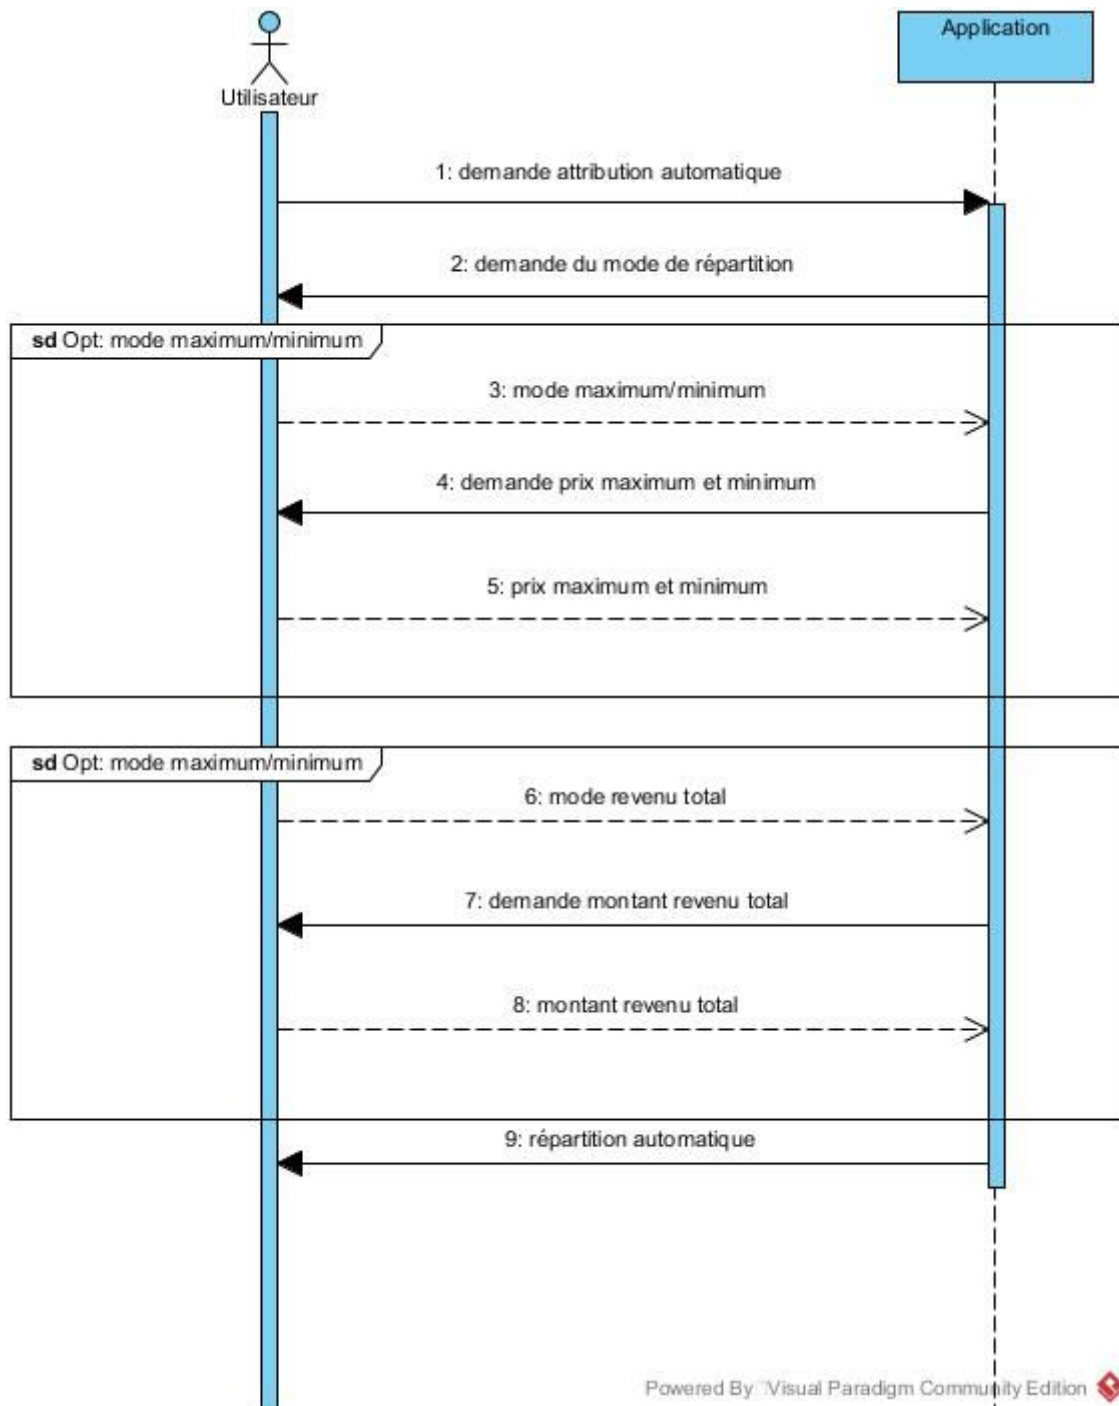 Application
Utilisateur
1: demande attribution automatique
2: demande du mode de répartition
sd Opt: mode maximum/minimum
3: mode maximum/minimum
4: demande prix maximum et minimum
5: prix maximum et minimum
sd Opt: mode maximum/minimum
6: mode revenu total
7: demande montant revenu total
8: montant revenu total
9: répartition automatique
Powered By Visual Paradigm Community Edition